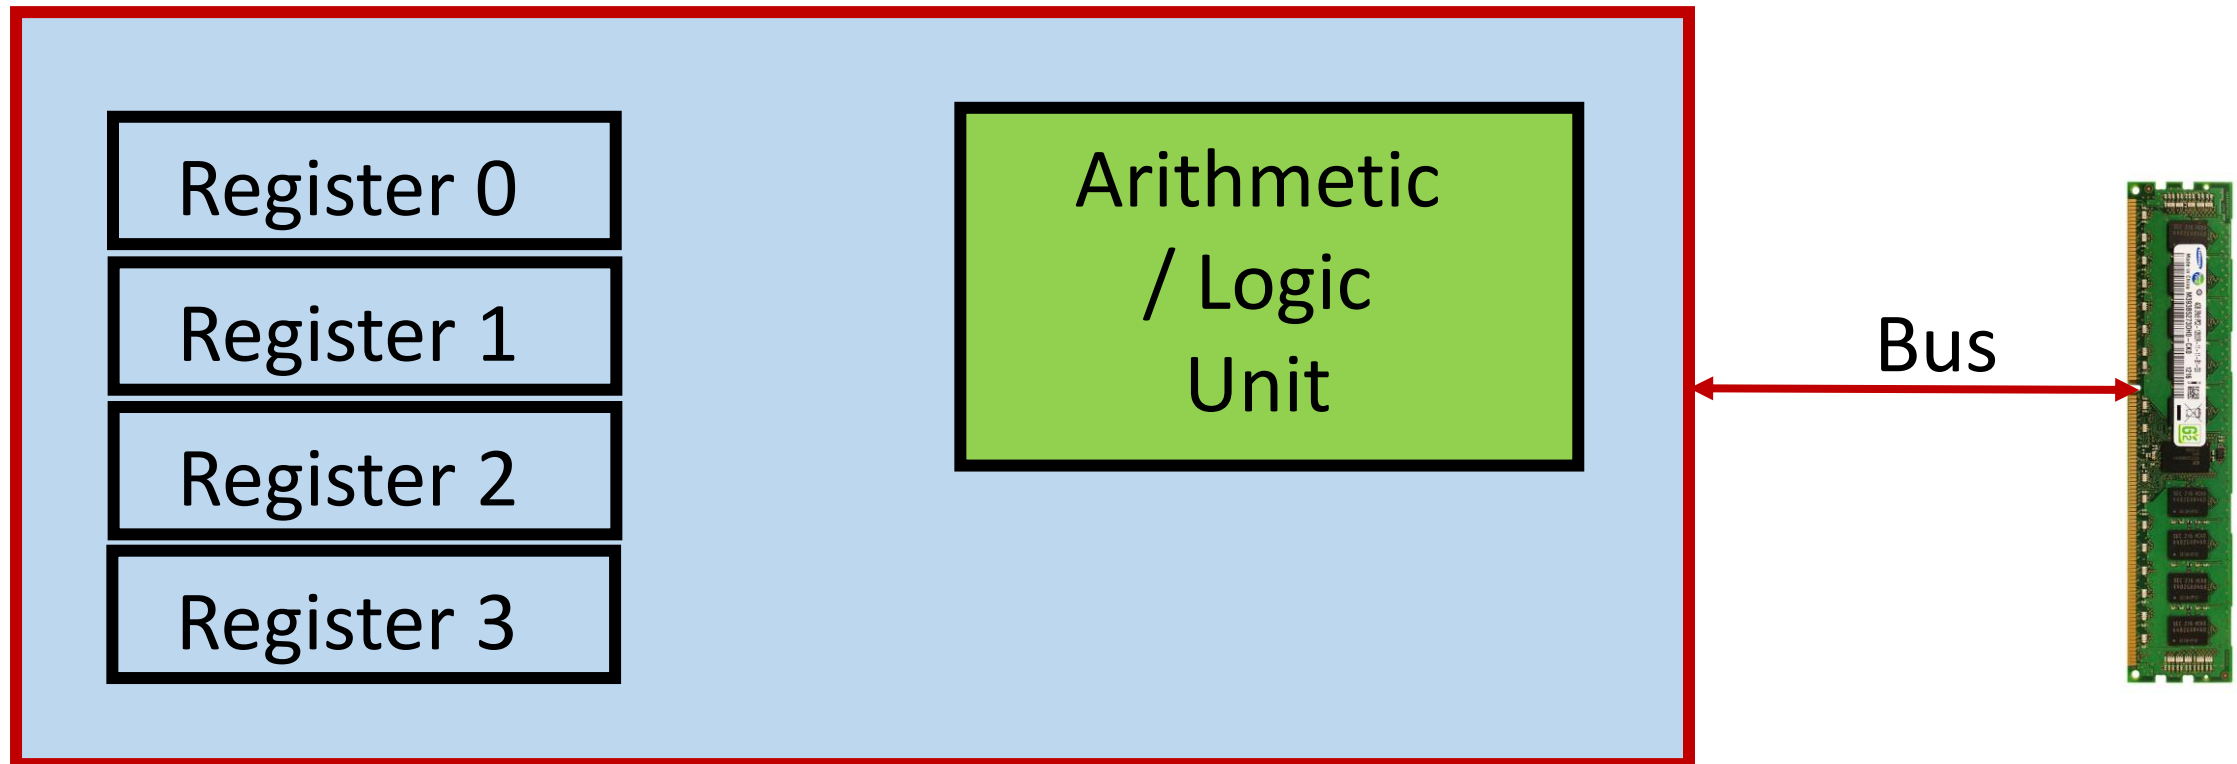 Register 0
Register 1
Register 2
Register 3
Arithmetic
/ Logic
Unit
Bus